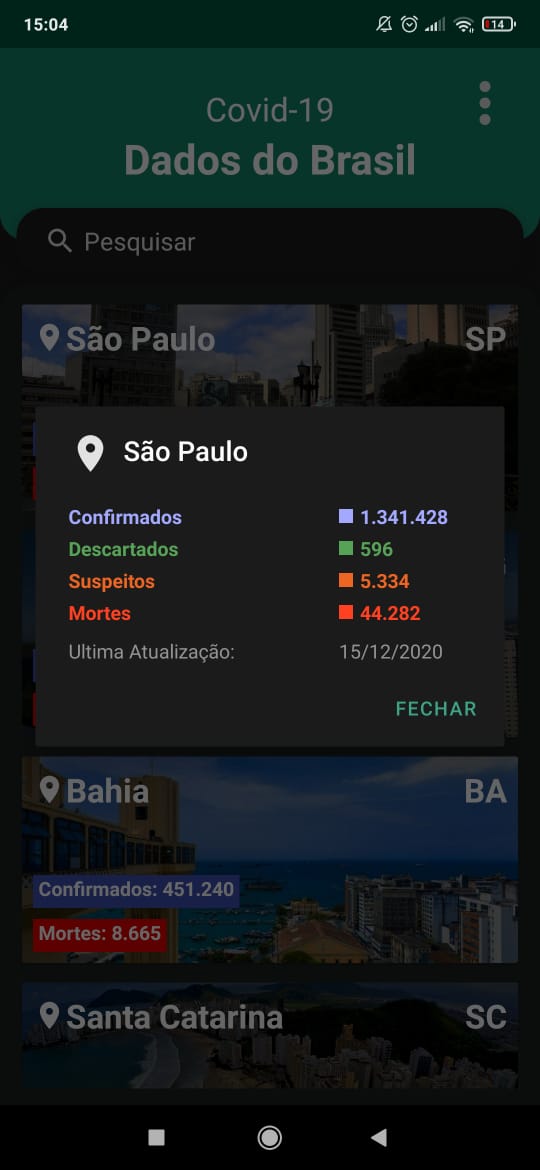 15:04
14
Covid-19
Dados do Brasil
Pesquisar
São Paulo SP
São Paulo
Confirmados 1.341.428
Descartados 596
Suspeitos 5.334
Mortes 44.282
Ultima Atualização: 15/12/2020
FECHAR
Bahia BA
Confirmados: 451.240
Mortes: 8.665
Santa Catarina SC